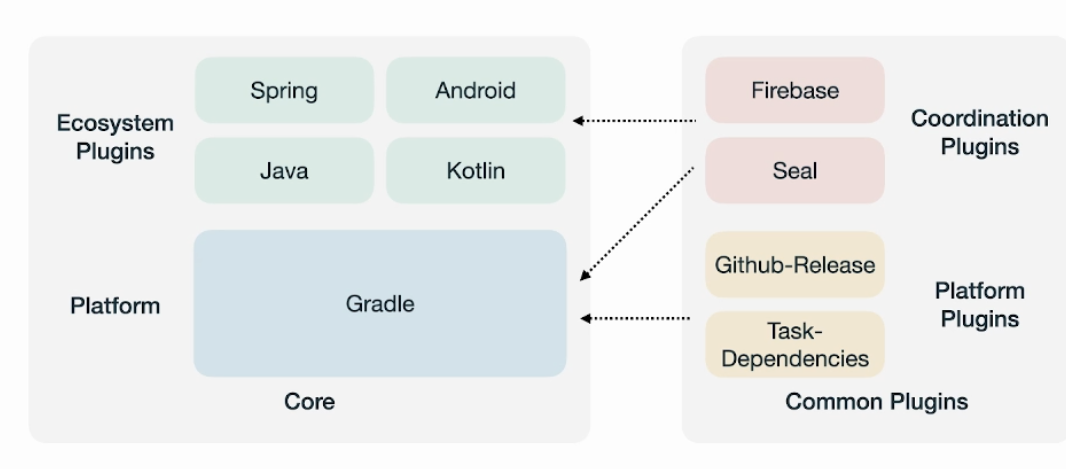 Ecosystem
Plugins
Spring
Android
Java
Kotlin
Platform
Gradle
Core
Firebase
Seal
Coordination
Plugins
Github-Release
Task-
Dependencies
Platform
Plugins
Common Plugins